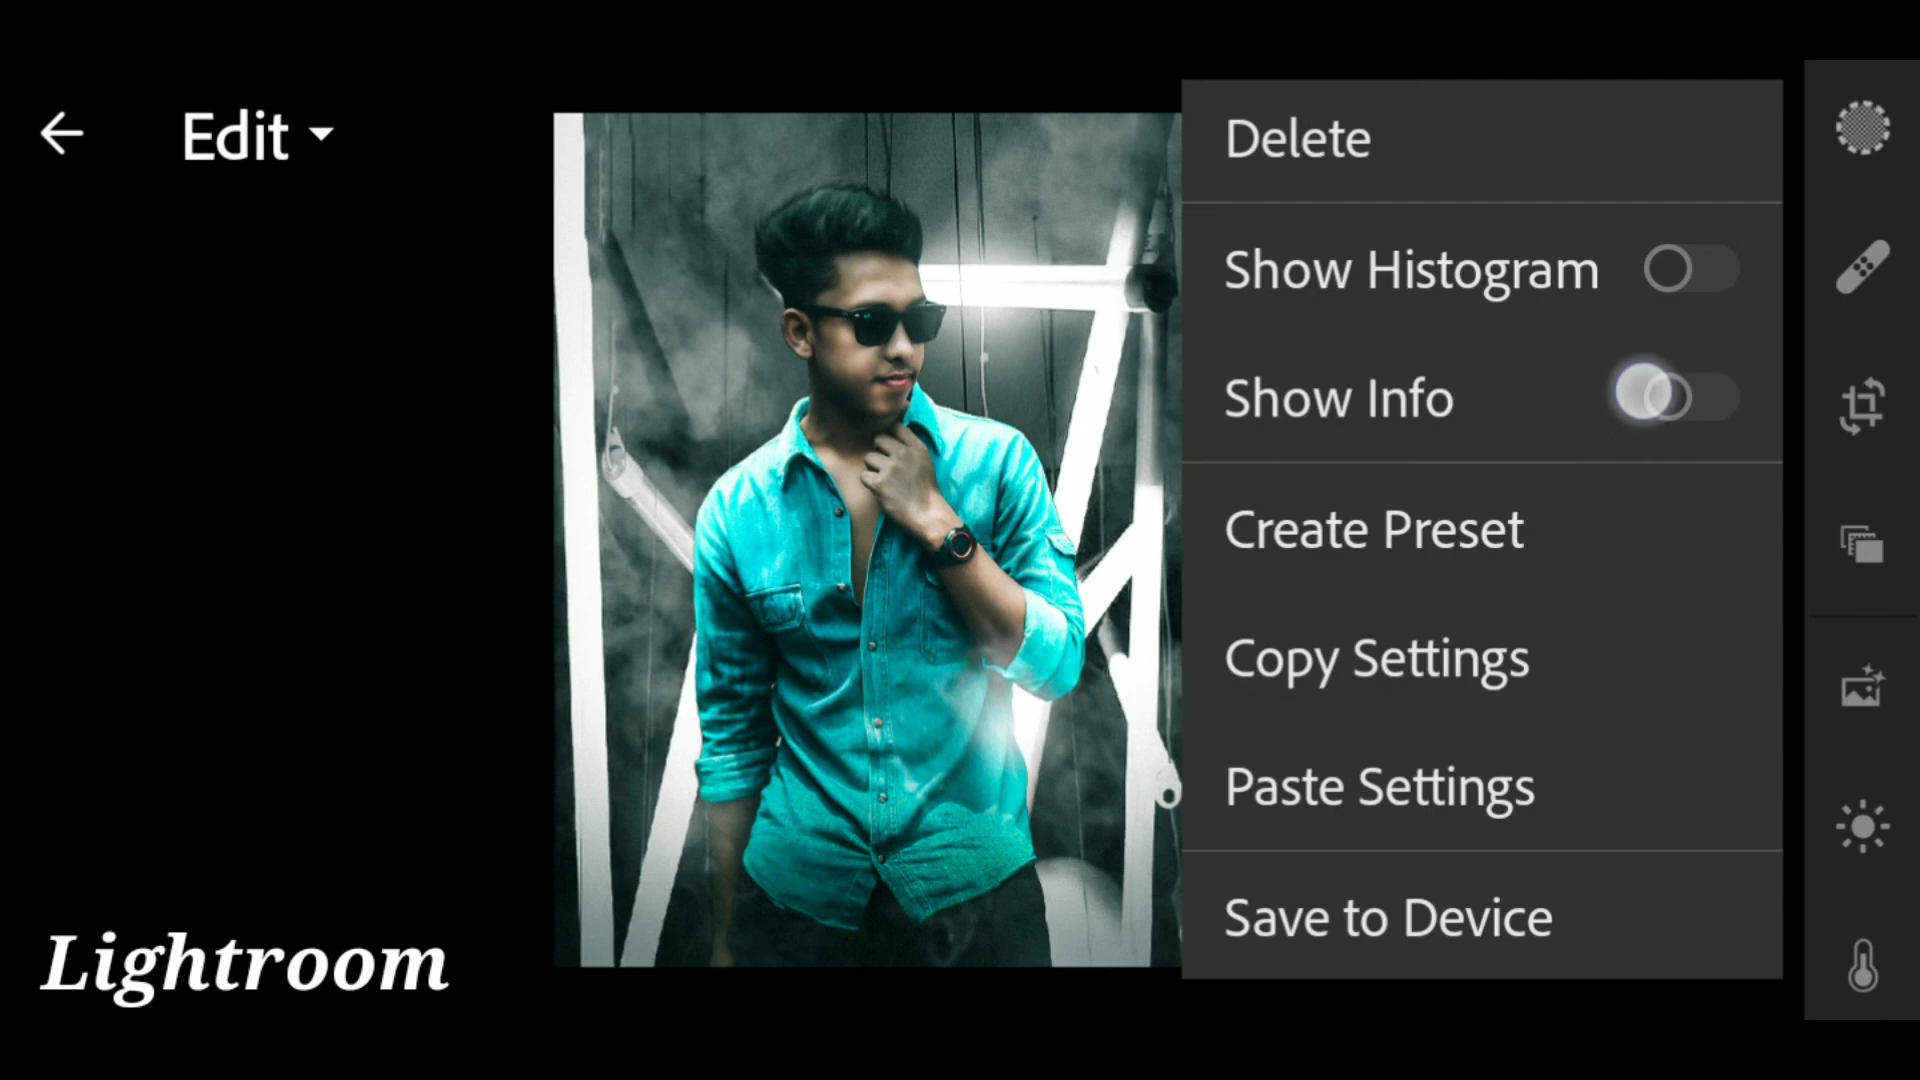 Edit
Delete
Show Histogram
Show Info
Create Preset
Copy Settings
Paste Settings
Save to Device
Lightroom